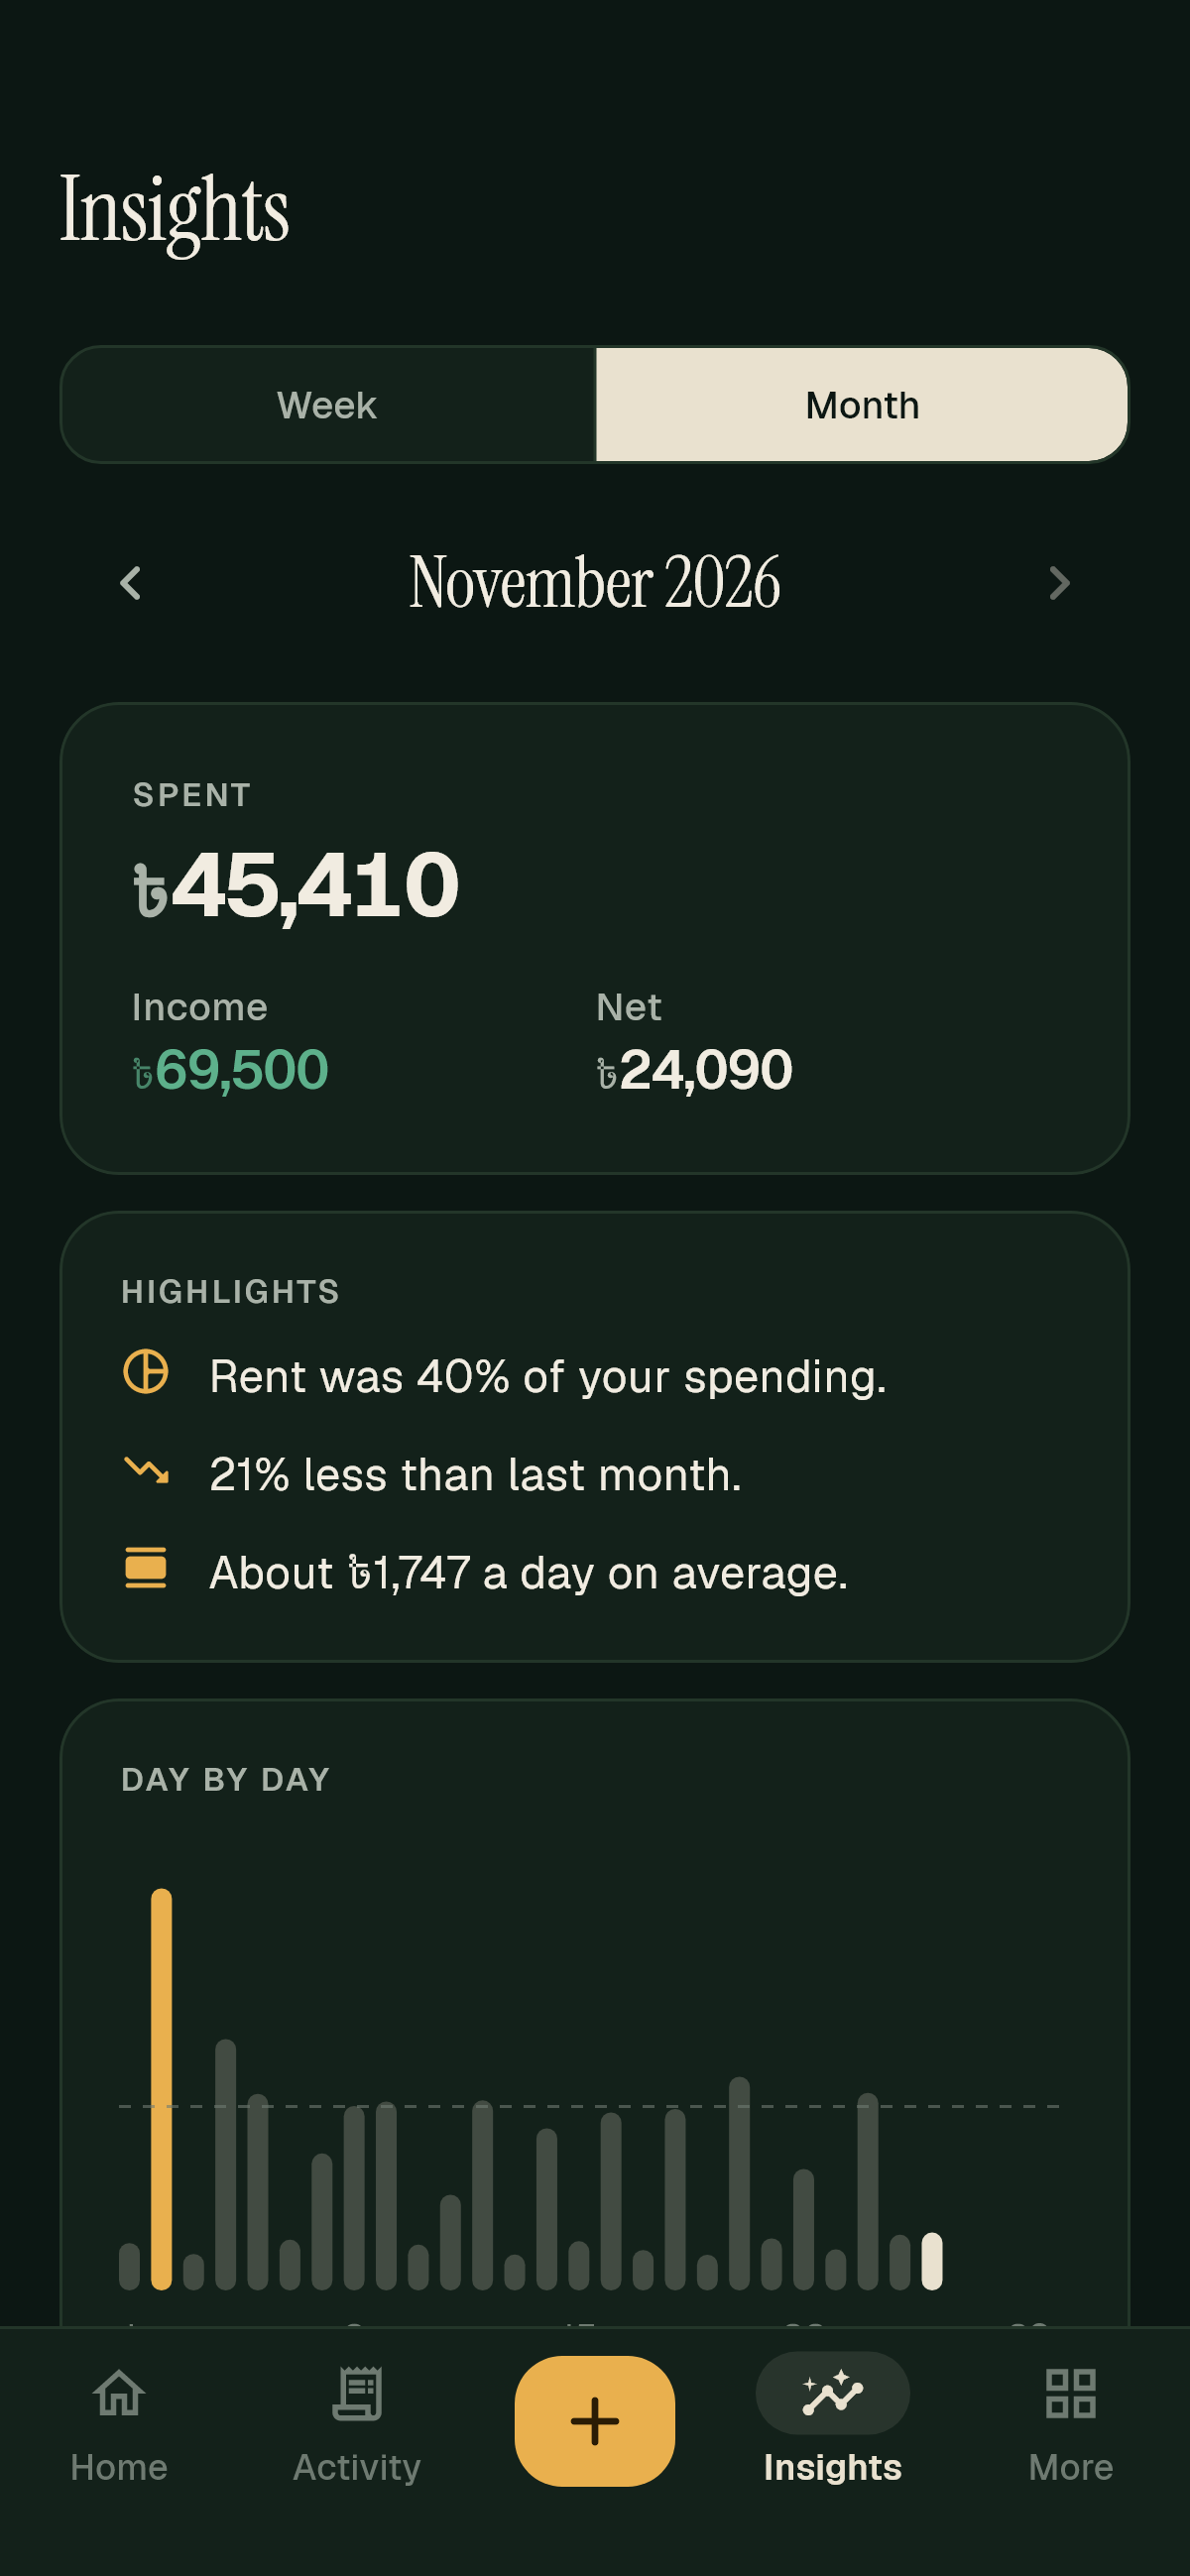 Insights
Week
Month
November 2026
SPENT
৳45,410
Income
Net
৳69,500
৳24,090
HIGHLIGHTS
Rent was 40% of your spending.
21% less than last month.
About ৳1,747 a day on average.
DAY BY DAY
Home
Activity
Insights
More